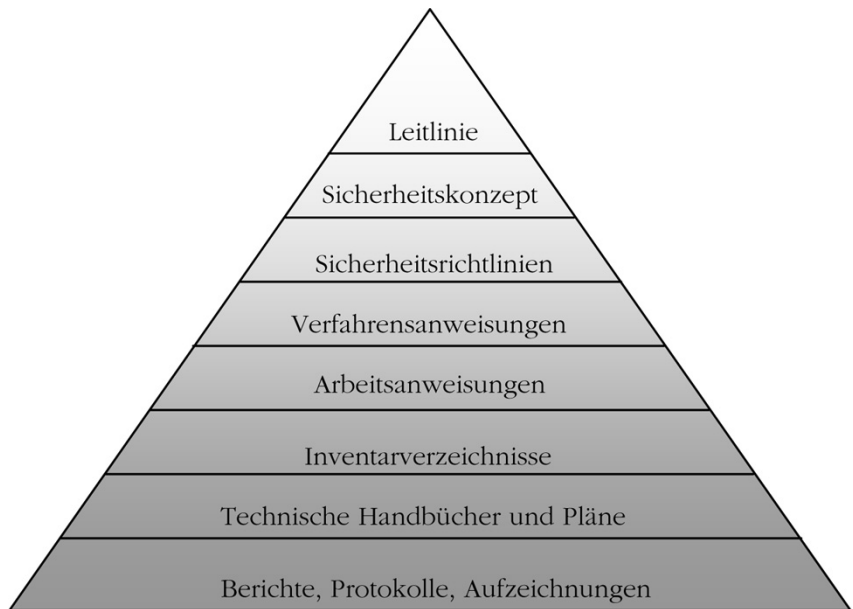 Leitlinie
Sicherheitskonzept
Sicherheitsrichtlinien
Verfahrensanweisungen
Arbeitsanweisungen
Inventarverzeichnisse
Technische Handbücher und Pläne
Berichte, Protokolle, Aufzeichnungen